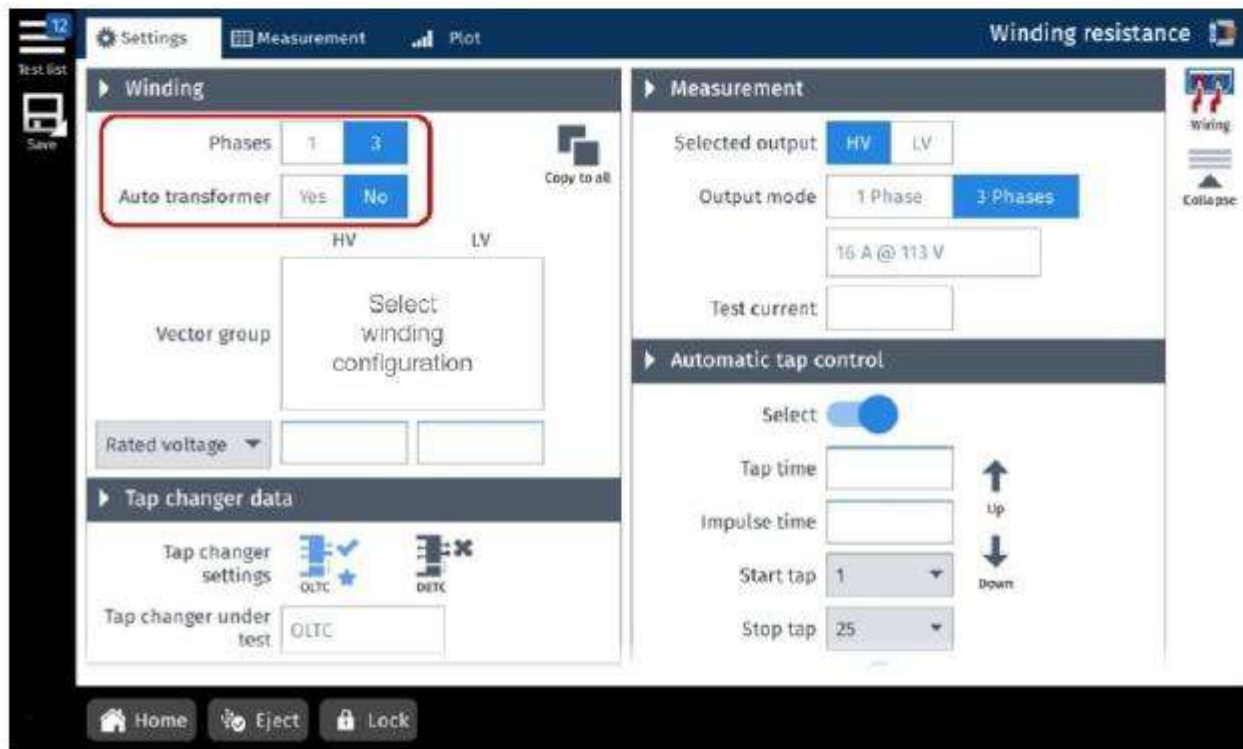 12
Test list
Save
Settings
Measurement
Plot
Winding resistance
Winding
Phases 1 3
Auto transformer Yes No
Copy to all
HV LV
Vector group
Select
winding
configuration
Rated voltage
Tap changer data
Tap changer
settings
OLTC
DETC
Tap changer under
test
OLTC
Measurement
Selected output HV LV
Output mode 1 Phase 3 Phases
16 A @ 113 V
Test current
Automatic tap control
Select
Tap time
Impulse time
Up
Start tap 1
Down
Stop tap 25
Wiring
Collapse
Home
Eject
Lock